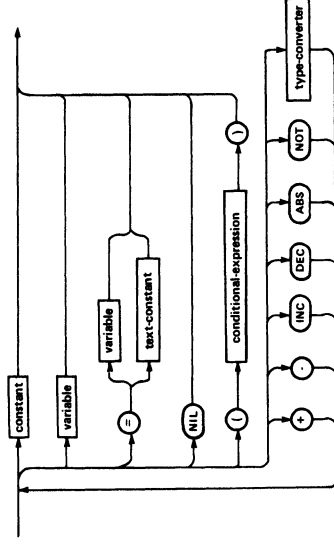 constant
variable
= variable
text-constant
NIL
( conditional-expression )
+ - INC DEC ABS NOT type-converter